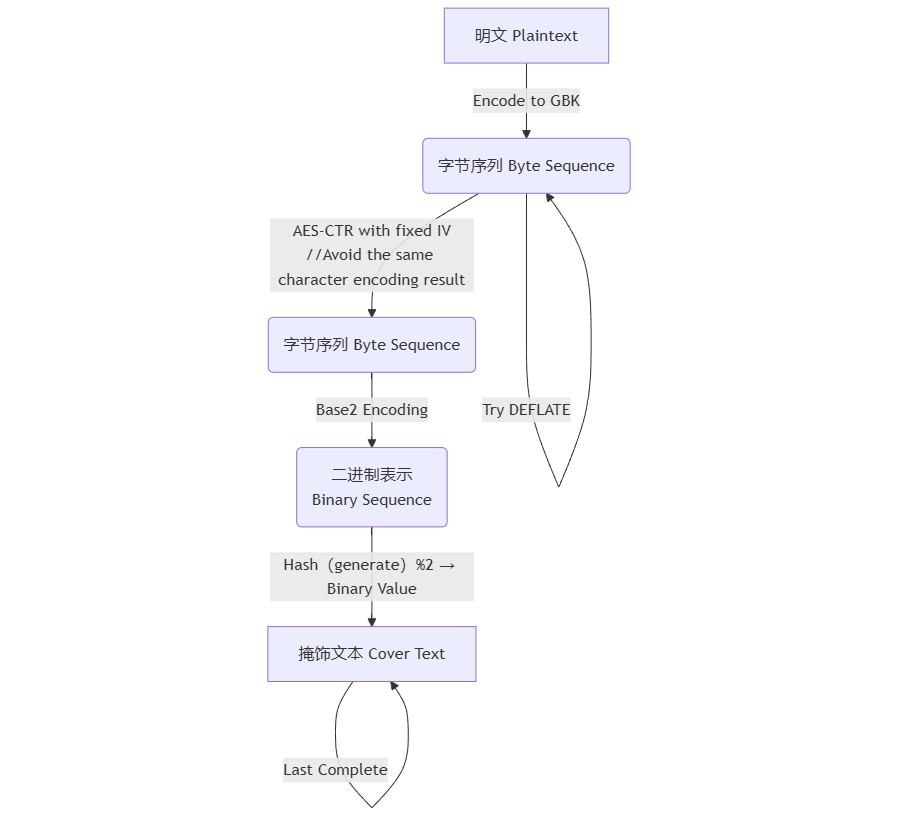 明文 Plaintext
Encode to GBK
字节序列 Byte Sequence
AES-CTR with fixed IV
//Avoid the same
character encoding result
字节序列 Byte Sequence
Base2 Encoding
Try DEFLATE
二进制表示
Binary Sequence
Hash（generate）%2 →
Binary Value
掩饰文本 Cover Text
Last Complete